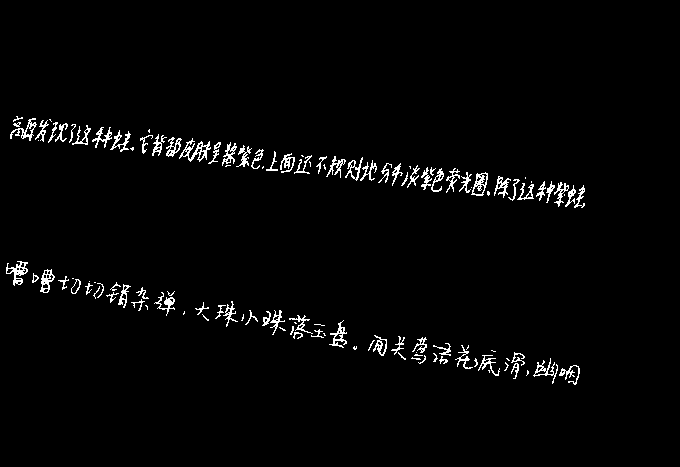 高原发现了这种蛙。它背部皮肤呈酱紫色,上面还不规则地分布淡紫色荧光圈。除了这种紫蛙,
嘈嘈切切错杂弹,大珠小珠落玉盘。间关莺语花底滑,幽咽